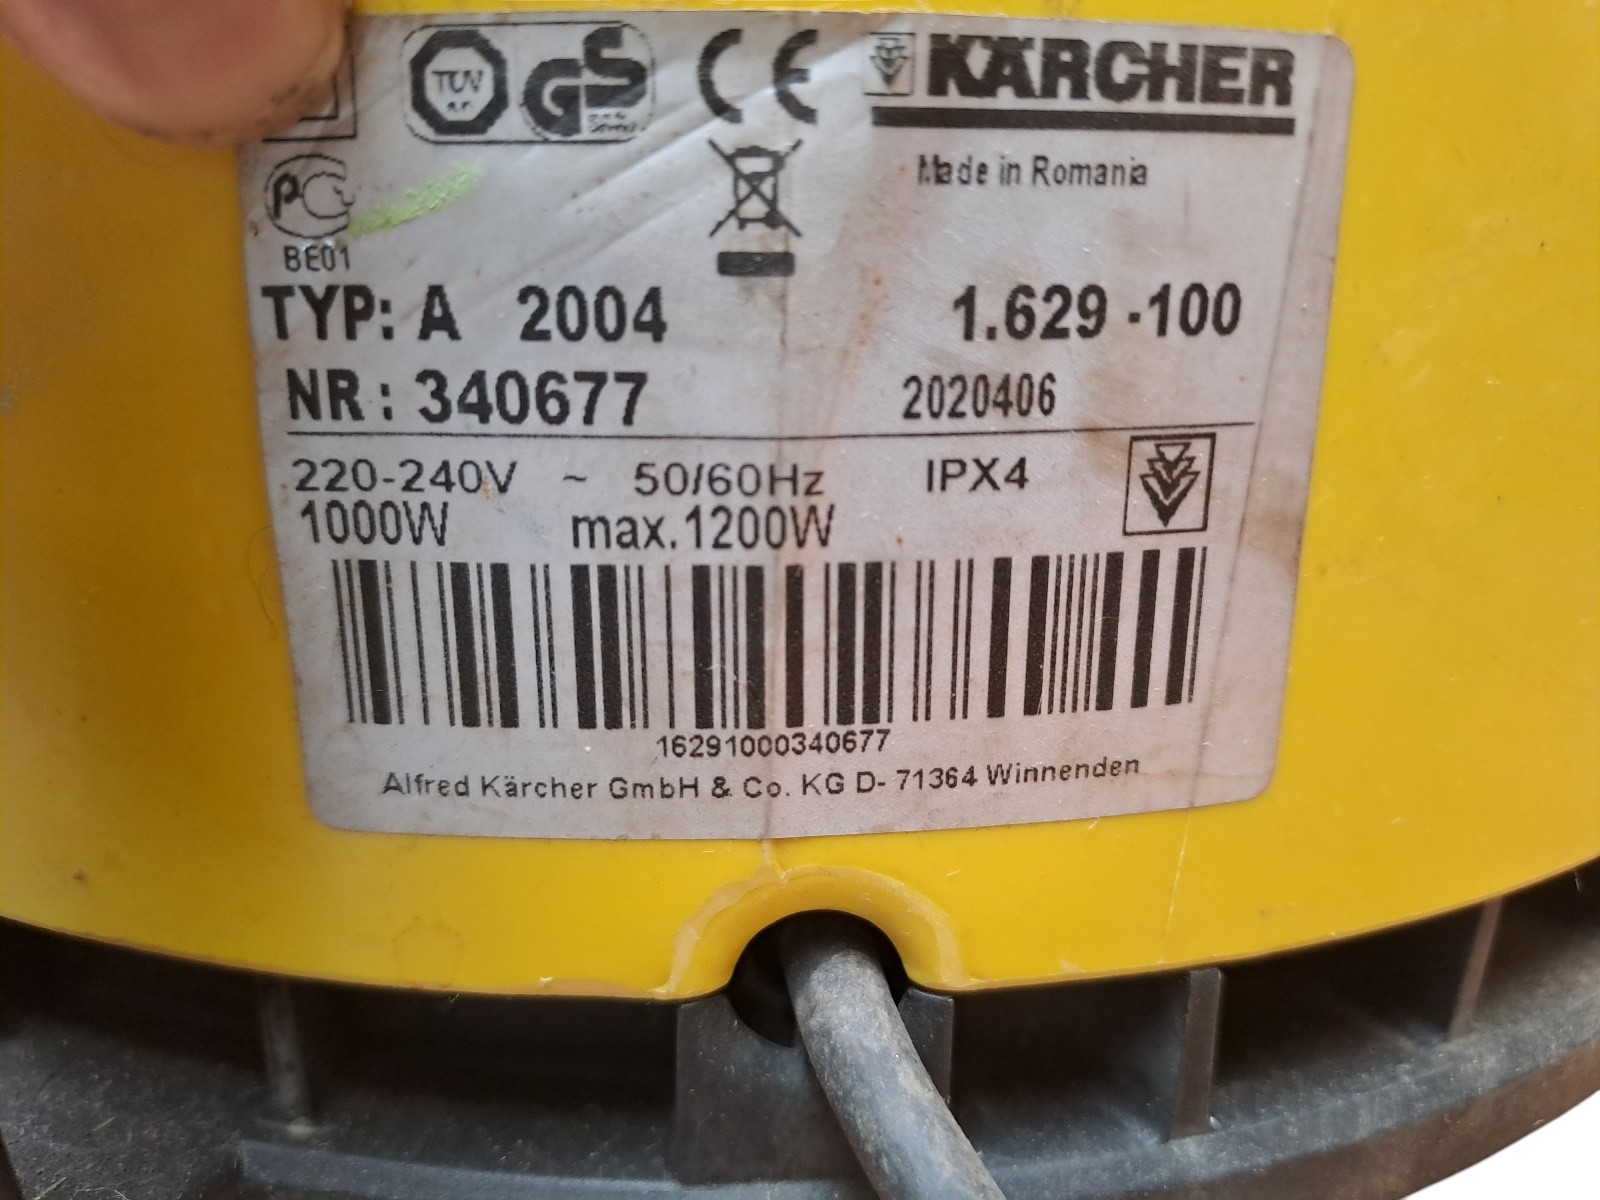 TÜV
GS
CE
KÄRCHER
Made in Romania
PC
BE01
TYP: A 2004 1.629 -100
NR: 340677 2020406
220-240V ~ 50/60Hz IPX4
1000W max.1200W
16291000340677
Alfred Kärcher GmbH & Co. KG D- 71364 Winnenden